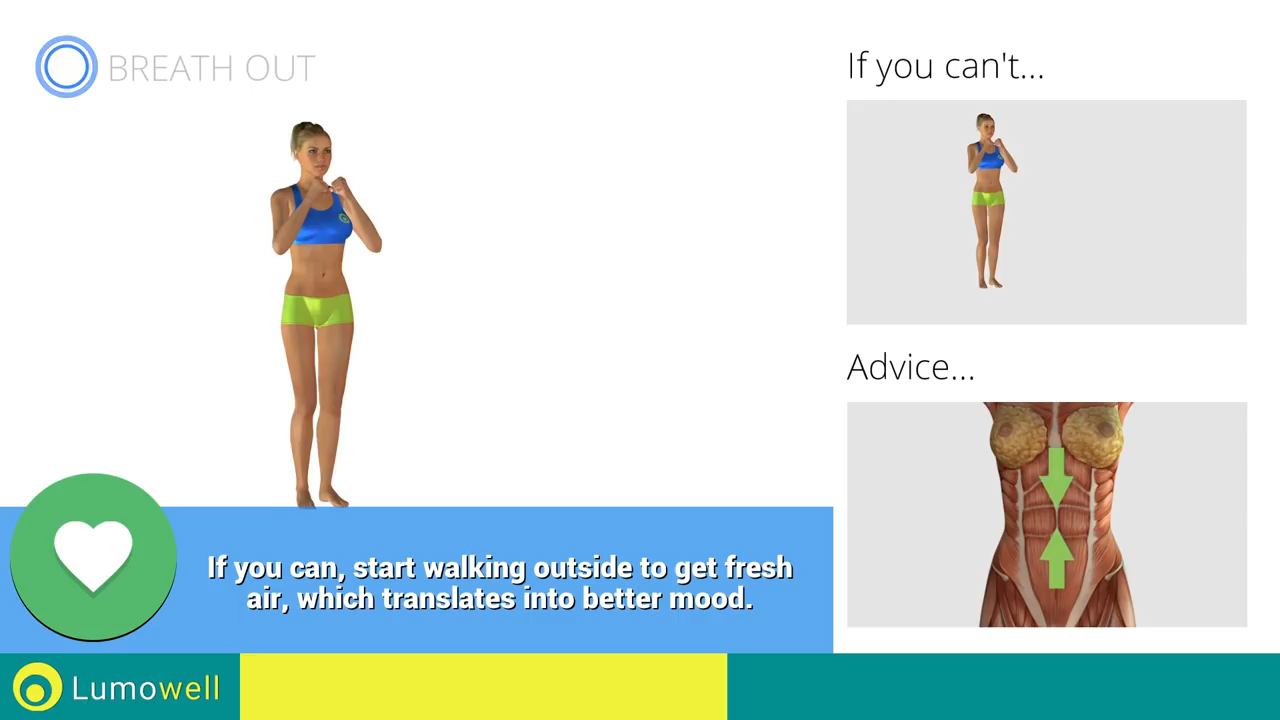 BREATH OUT
If you can't...
Advice...
If you can, start walking outside to get fresh
air, which translates into better mood.
Lumowell